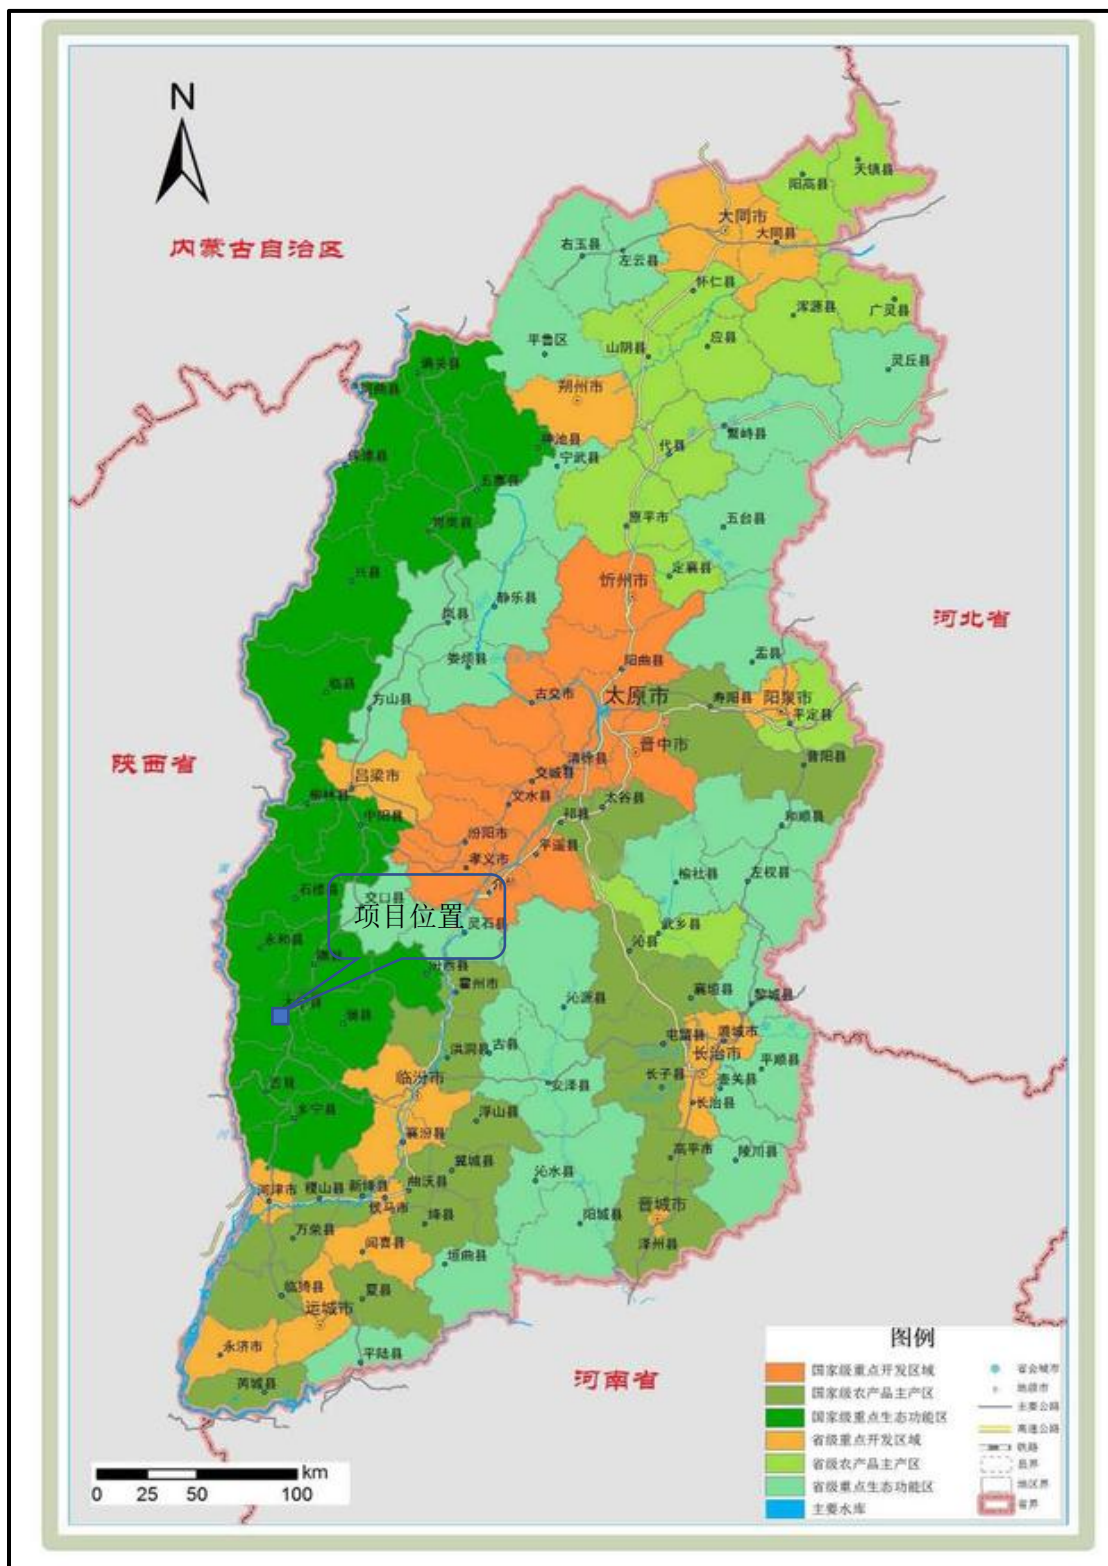 N
天镇县
阳高县
大同市
大同县
内蒙古自治区
右玉县
左云县
怀仁县
浑源县
广灵县
平鲁区
山阴县
应县
灵丘县
偏关县
河曲县
朔州市
神池县
繁峙县
代县
宁武县
保德县
五寨县
岢岚县
原平市
五台县
兴县
定襄县
忻州市
静乐县
岚县
河北省
娄烦县
阳曲县
盂县
临县
方山县
古交市
太原市
寿阳县
阳泉市
平定县
陕西省
晋中市
昔阳县
吕梁市
清徐县
交城县
柳林县
文水县
太谷县
中阳县
祁县
和顺县
汾阳市
平遥县
孝义市
榆社县
左权县
石楼县
交口县
项目位置
灵石县
武乡县
沁县
永和县
隰县
汾西县
霍州市
沁源县
襄垣县
黎城县
大宁县
蒲县
屯留县
潞城市
洪洞县
古县
长治市
平顺县
吉县
临汾市
安泽县
长子县
壶关县
乡宁县
浮山县
长治县
襄汾县
高平市
陵川县
翼城县
沁水县
河津市
稷山县
新绛县
曲沃县
侯马市
阳城县
晋城市
万荣县
绛县
泽州县
闻喜县
垣曲县
临猗县
夏县
运城市
永济市
平陆县
芮城县
河南省
图例
国家级重点开发区域
国家级农产品主产区
国家级重点生态功能区
省级重点开发区域
省级农产品主产区
省级重点生态功能区
主要水库
省会城市
地级市
主要公路
高速公路
铁路
县界
地区界
省界
km
0 25 50 100